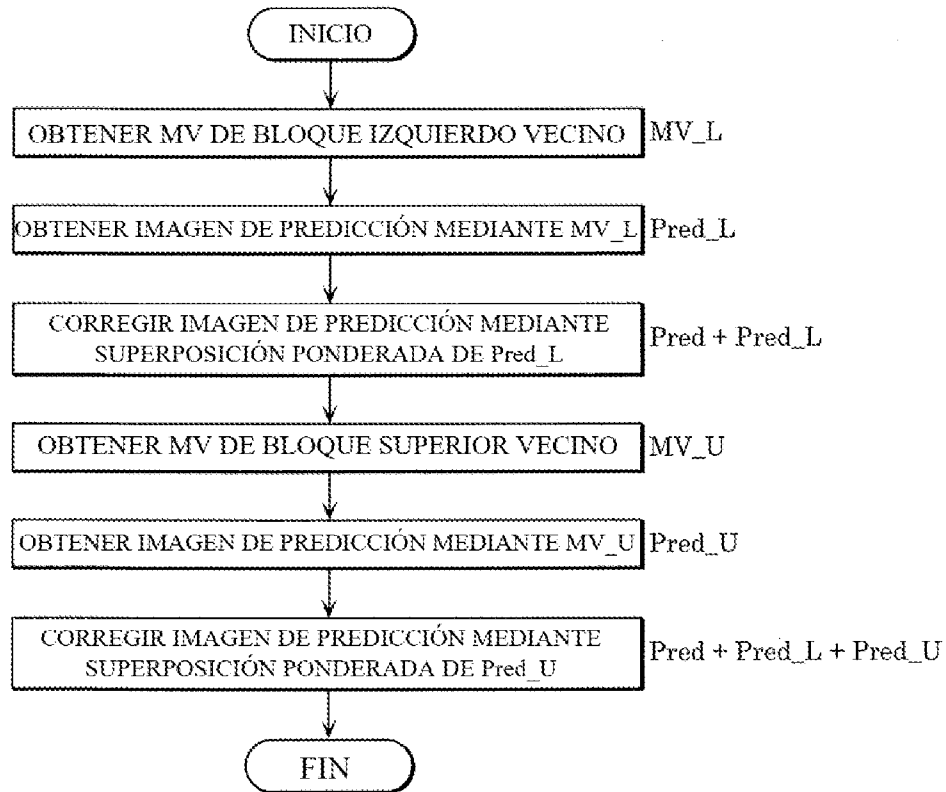 INICIO
OBTENER MV DE BLOQUE IZQUIERDO VECINO
MV_L
OBTENER IMAGEN DE PREDICCIÓN MEDIANTE MV_L
Pred_L
CORREGIR IMAGEN DE PREDICCIÓN MEDIANTE
SUPERPOSICIÓN PONDERADA DE Pred_L
Pred + Pred_L
OBTENER MV DE BLOQUE SUPERIOR VECINO
MV_U
OBTENER IMAGEN DE PREDICCIÓN MEDIANTE MV_U
Pred_U
CORREGIR IMAGEN DE PREDICCIÓN MEDIANTE
SUPERPOSICIÓN PONDERADA DE Pred_U
Pred + Pred_L + Pred_U
FIN